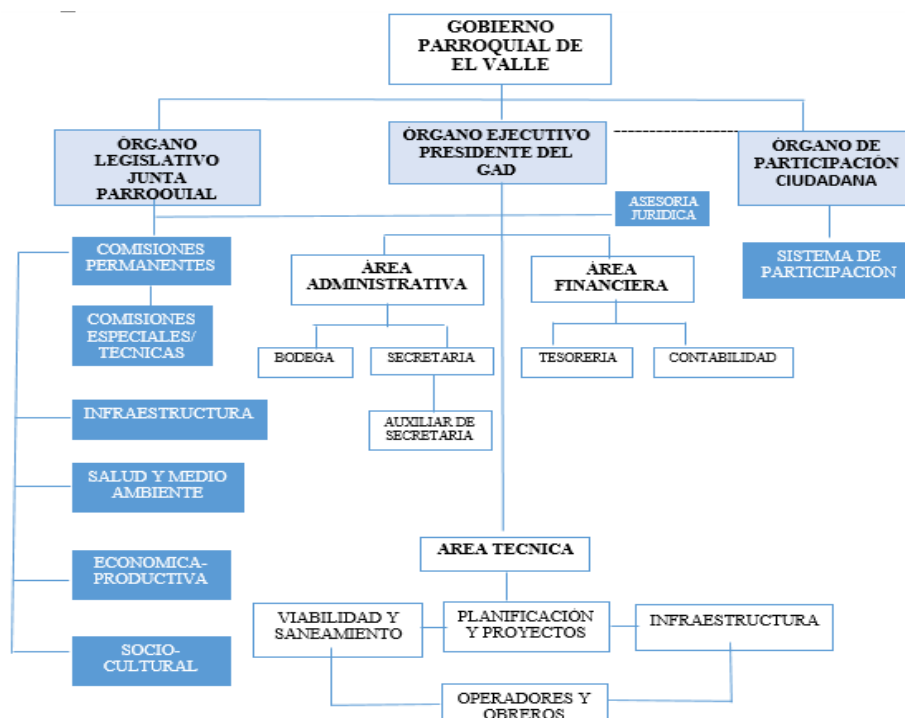 GOBIERNO
PARROQUIAL DE
EL VALLE
ÓRGANO
LEGISLATIVO
JUNTA
PARROQUIAL
ÓRGANO EJECUTIVO
PRESIDENTE DEL
GAD
ÓRGANO DE
PARTICIPACIÓN
CIUDADANA
ASESORIA
JURIDICA
COMISIONES
PERMANENTES
ÁREA
ADMINISTRATIVA
ÁREA
FINANCIERA
SISTEMA DE
PARTICIPACION
COMISIONES
ESPECIALES/
TECNICAS
BODEGA
SECRETARIA
TESORERIA
CONTABILIDAD
AUXILIAR DE
SECRETARIA
INFRAESTRUCTURA
SALUD Y MEDIO
AMBIENTE
ECONOMICA-
PRODUCTIVA
SOCIO-
CULTURAL
AREA TECNICA
VIABILIDAD Y
SANEAMIENTO
PLANIFICACIÓN
Y PROYECTOS
INFRAESTRUCTURA
OPERADORES Y
OBREROS